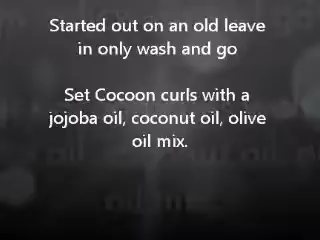 Started out on an old leave
in only wash and go
Set Cocoon curls with a
jojoba oil, coconut oil, olive
oil mix.